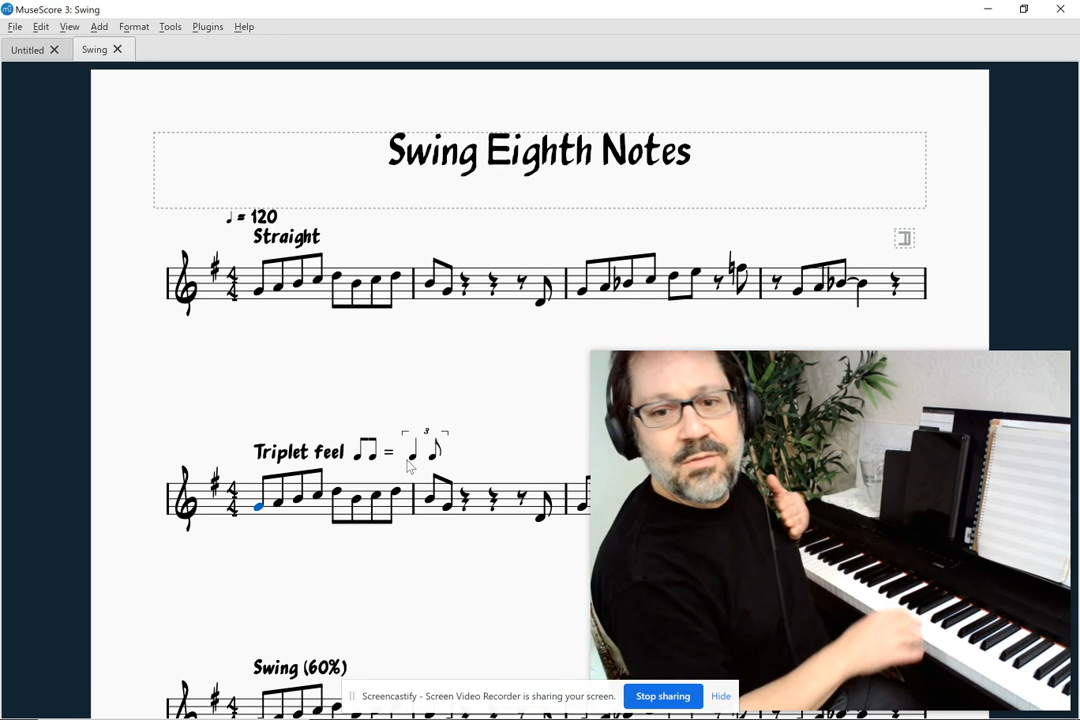 MuseScore 3: Swing
File Edit View Add Format Tools Plugins Help
Untitled Swing
Swing Eighth Notes
♩ = 120
Straight
Triplet feel ♫ = ♩ ♪
3
Swing (60%)
Screencastify - Screen Video Recorder is sharing your screen. Stop sharing Hide